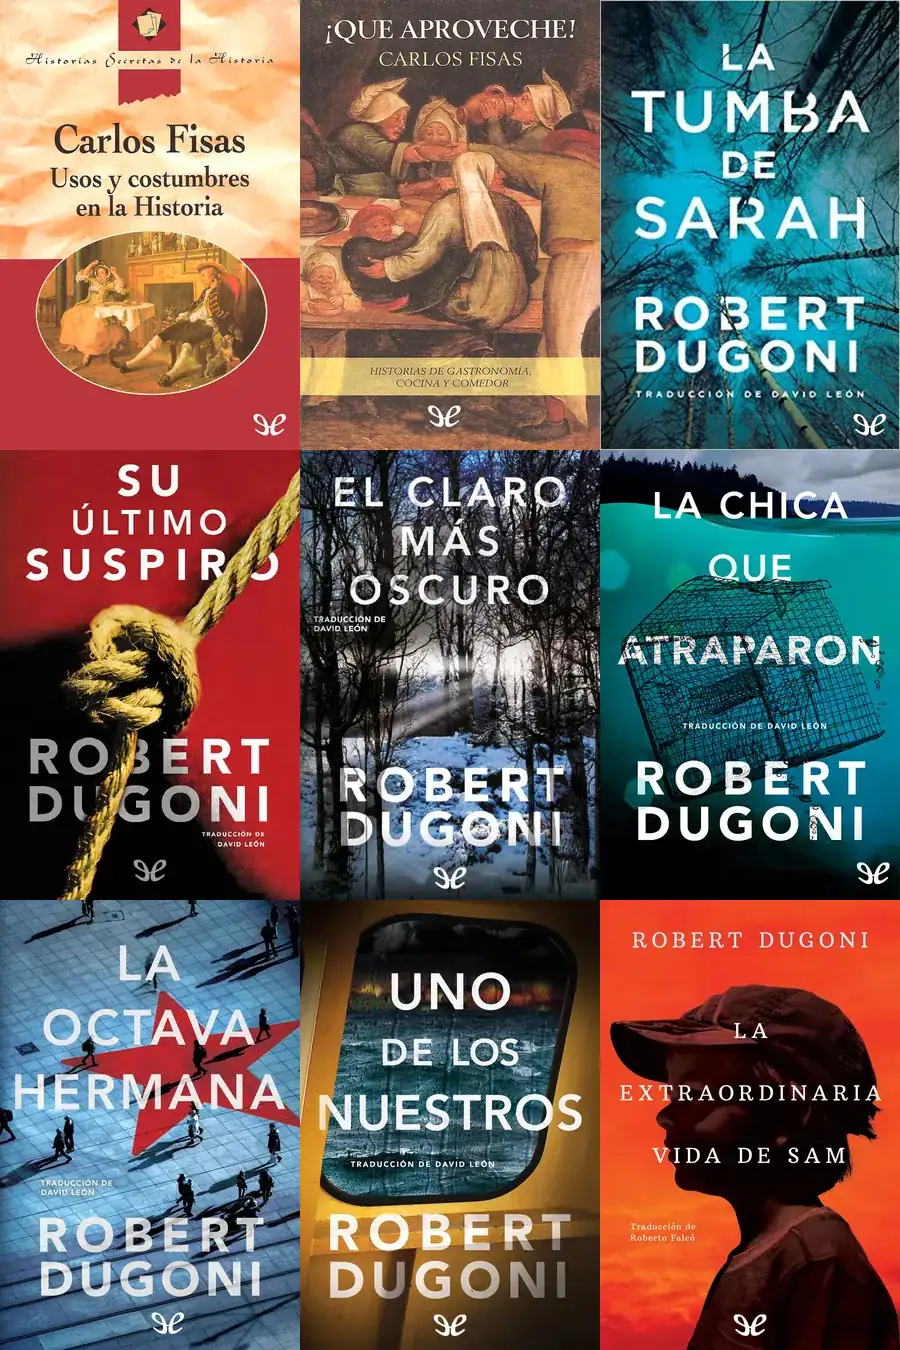 Historias Secretas de la Historia
Carlos Fisas
Usos y costumbres
en la Historia
¡QUE APROVECHE!
CARLOS FISAS
HISTORIAS DE GASTRONOMÍA,
COCINA Y COMEDOR
LA
TUMBA
DE
SARAH
ROBERT
DUGONI
TRADUCCIÓN DE DAVID LEÓN
SU
ÚLTIMO
SUSPIRO
ROBERT
DUGONI
TRADUCCIÓN DE
DAVID LEÓN
EL CLARO
MÁS
OSCURO
TRADUCCIÓN DE
DAVID LEÓN
ROBERT
DUGONI
LA CHICA
QUE
ATRAPARON
TRADUCCIÓN DE DAVID LEÓN
ROBERT
DUGONI
LA
OCTAVA
HERMANA
TRADUCCIÓN DE
DAVID LEÓN
ROBERT
DUGONI
UNO
DE LOS
NUESTROS
TRADUCCIÓN DE DAVID LEÓN
ROBERT
DUGONI
ROBERT DUGONI
LA
EXTRAORDINARIA
VIDA DE SAM
Traducción de
Roberto Falcó